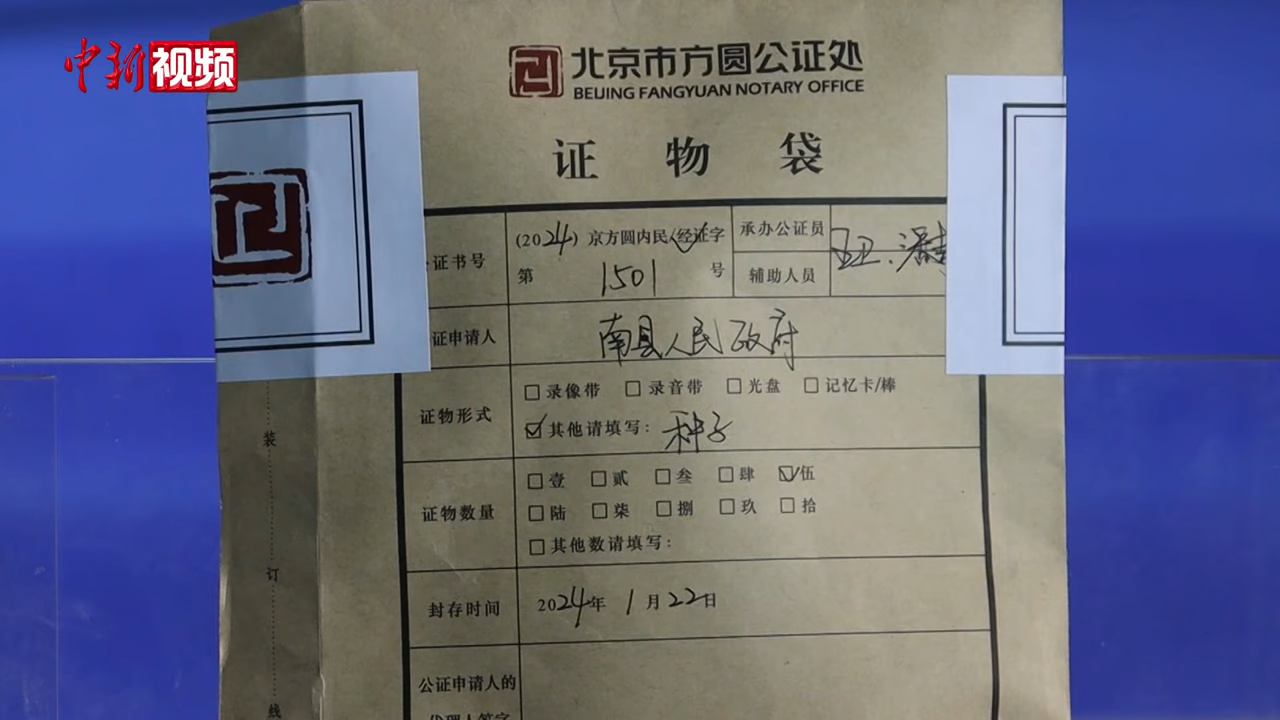 中新视频
北京市方圆公证处
BEIJING FANGYUAN NOTARY OFFICE
证 物 袋
证书号
(2024) 京方圆内民经证字
第 1501 号
承办公证员
辅助人员
证申请人
南县人民政府
证物形式
□录像带 □录音带 □光盘 □记忆卡/棒
☑其他请填写: 种子
证物数量
□壹 □贰 □叁 □肆 ☑伍
□陆 □柒 □捌 □玖 □拾
□其他数请填写:
封存时间
2024年 1月22日
公证申请人的
代理人签字
装
订
线